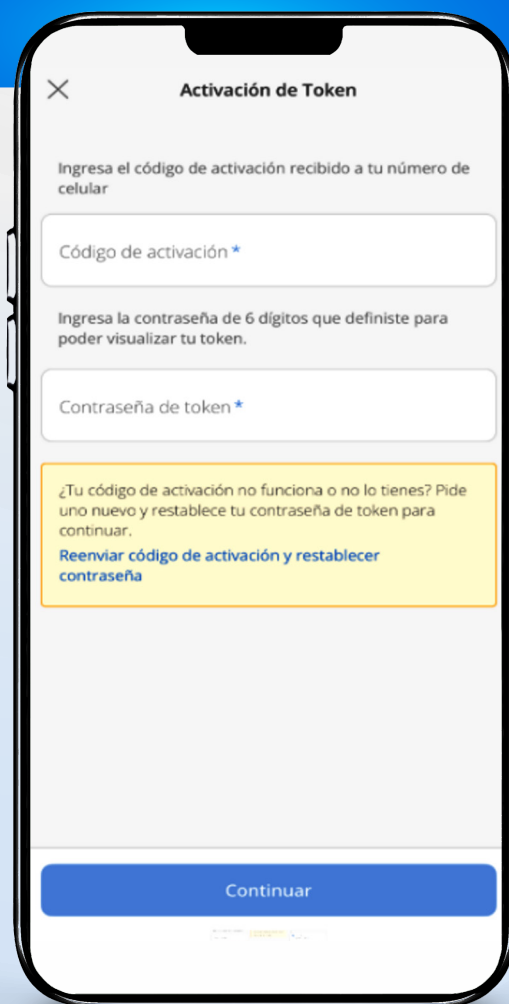 Activación de Token
Ingresa el código de activación recibido a tu número de
celular
Código de activación *
Ingresa la contraseña de 6 dígitos que definiste para
poder visualizar tu token.
Contraseña de token *
¿Tu código de activación no funciona o no lo tienes? Pide
uno nuevo y restablece tu contraseña de token para
continuar.
Reenviar código de activación y restablecer
contraseña
Continuar